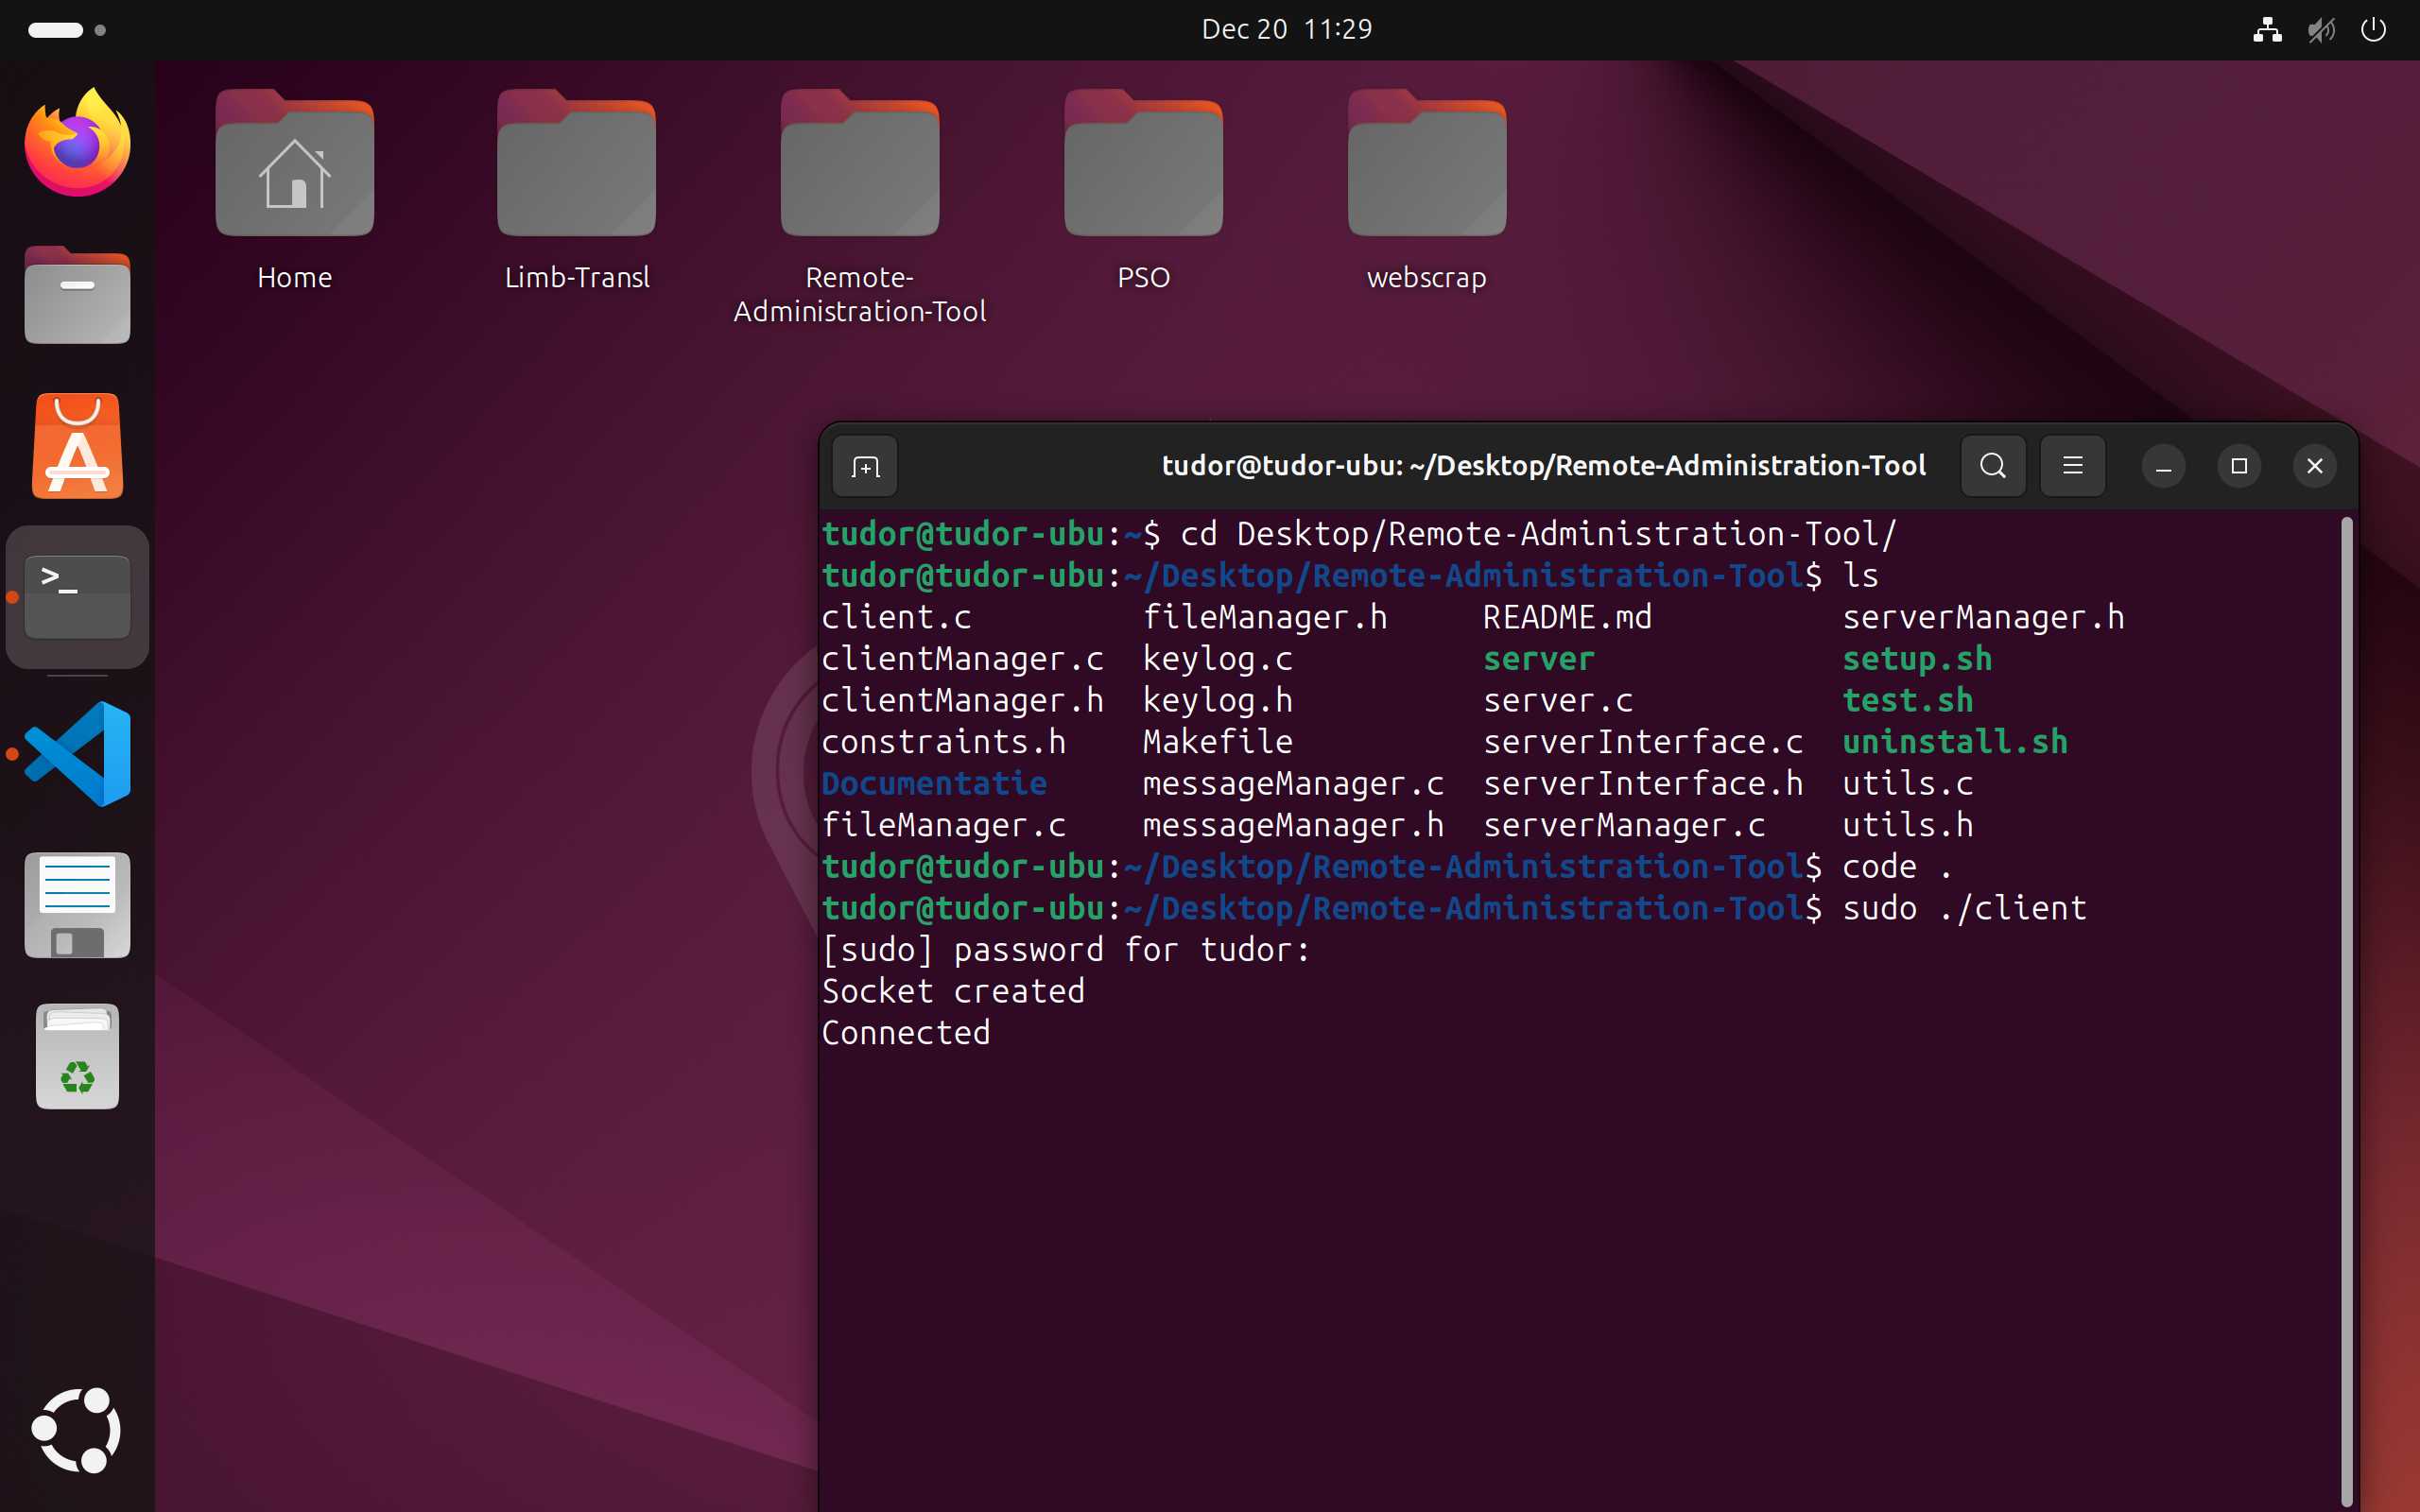 Dec 20 11:29
Home
Limb-Transl
Remote-
Administration-Tool
PSO
webscrap
tudor@tudor-ubu: ~/Desktop/Remote-Administration-Tool
tudor@tudor-ubu:~$ cd Desktop/Remote-Administration-Tool/
tudor@tudor-ubu:~/Desktop/Remote-Administration-Tool$ ls
client.c fileManager.h README.md serverManager.h
clientManager.c keylog.c server setup.sh
clientManager.h keylog.h server.c test.sh
constraints.h Makefile serverInterface.c uninstall.sh
Documentatie messageManager.c serverInterface.h utils.c
fileManager.c messageManager.h serverManager.c utils.h
tudor@tudor-ubu:~/Desktop/Remote-Administration-Tool$ code .
tudor@tudor-ubu:~/Desktop/Remote-Administration-Tool$ sudo ./client
[sudo] password for tudor:
Socket created
Connected